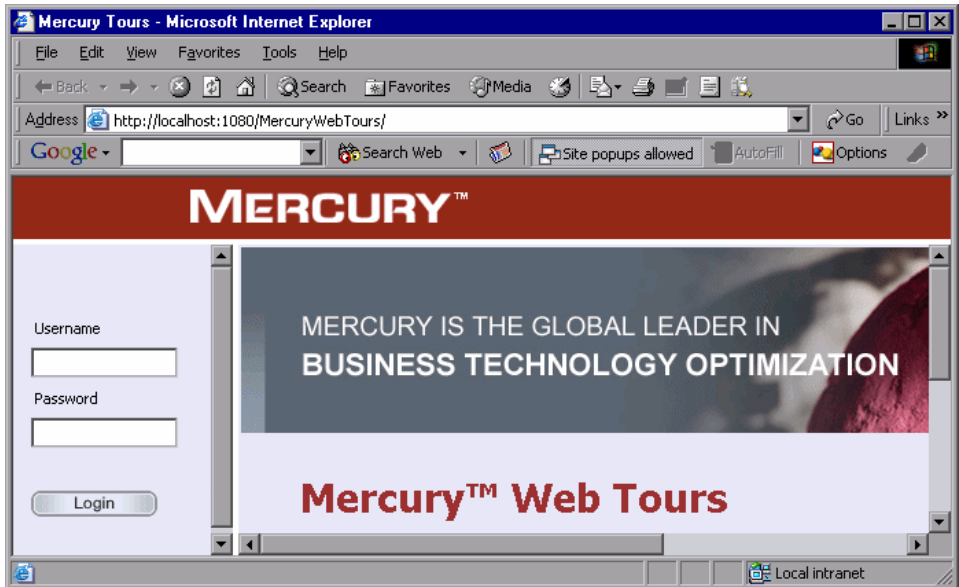 Mercury Tours - Microsoft Internet Explorer
File Edit View Favorites Tools Help
Back Search Favorites Media
Address http://localhost:1080/MercuryWebTours/ Go Links »
Google Search Web Site popups allowed AutoFill Options
MERCURY™
MERCURY IS THE GLOBAL LEADER IN
BUSINESS TECHNOLOGY OPTIMIZATION
Username
Password
Login
Mercury™ Web Tours
Local intranet